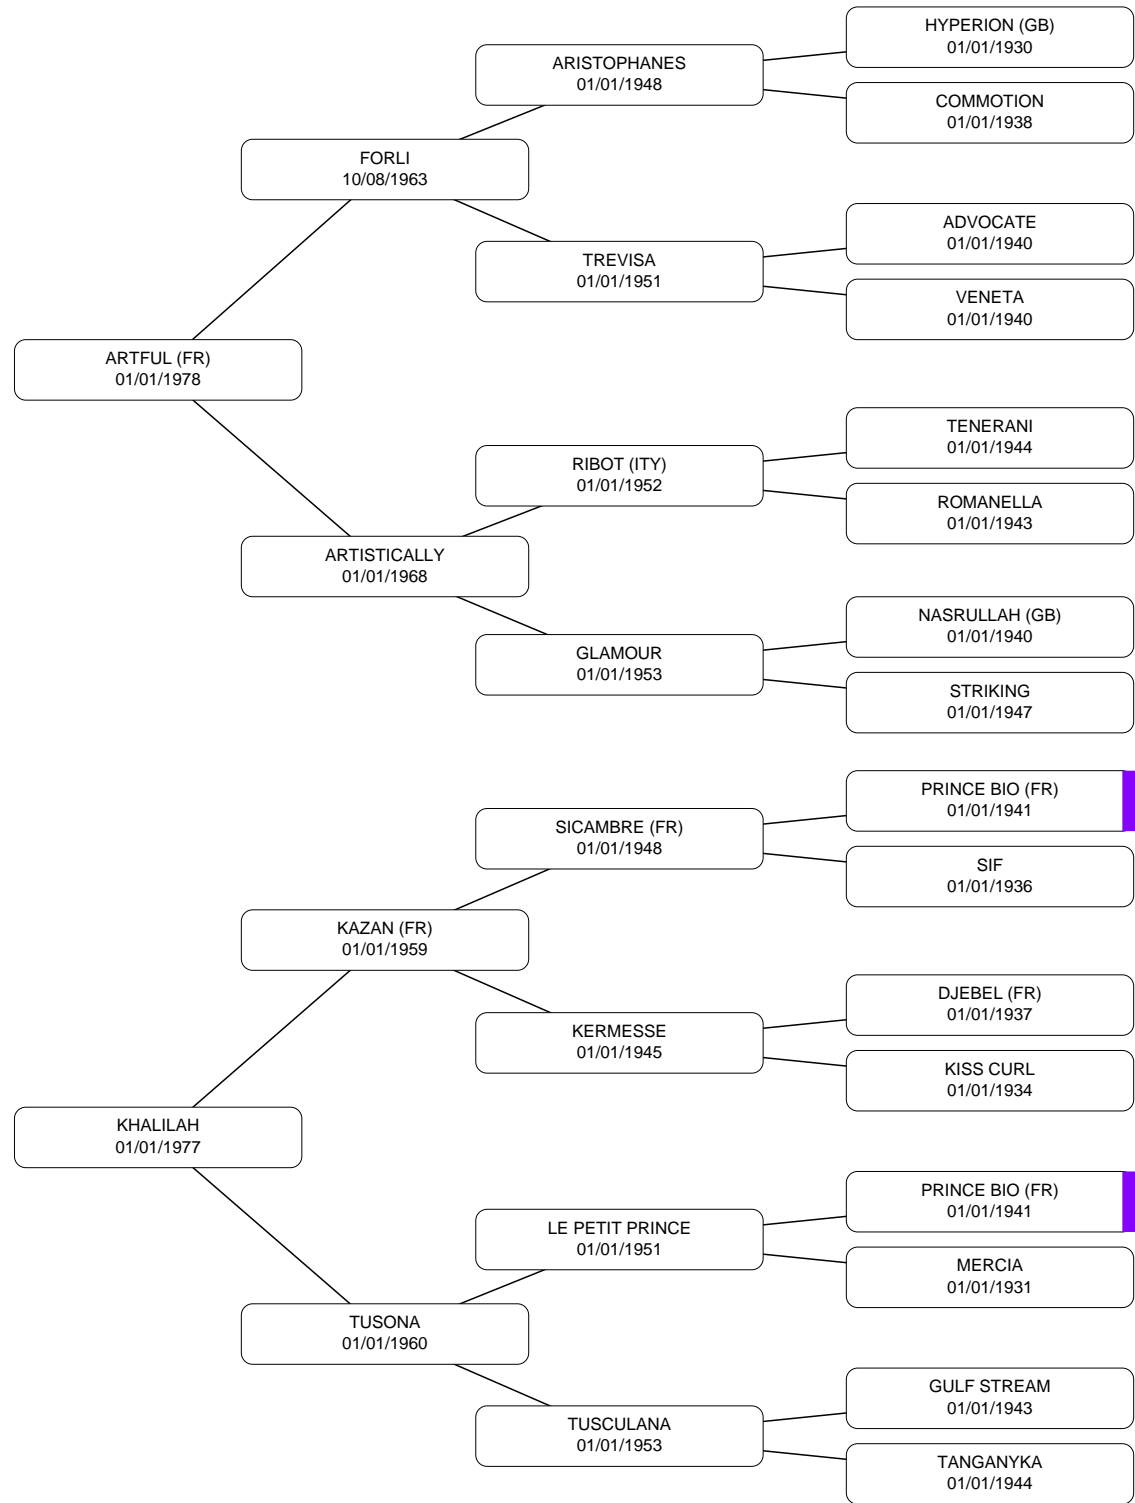 HYPERION (GB)
01/01/1930
ARISTOPHANES
01/01/1948
COMMOTION
01/01/1938
FORLI
10/08/1963
ADVOCATE
01/01/1940
TREVISA
01/01/1951
VENETA
01/01/1940
ARTFUL (FR)
01/01/1978
TENERANI
01/01/1944
RIBOT (ITY)
01/01/1952
ROMANELLA
01/01/1943
ARTISTICALLY
01/01/1968
NASRULLAH (GB)
01/01/1940
GLAMOUR
01/01/1953
STRIKING
01/01/1947
PRINCE BIO (FR)
01/01/1941
SICAMBRE (FR)
01/01/1948
SIF
01/01/1936
KAZAN (FR)
01/01/1959
DJEBEL (FR)
01/01/1937
KERMESSE
01/01/1945
KISS CURL
01/01/1934
KHALILAH
01/01/1977
PRINCE BIO (FR)
01/01/1941
LE PETIT PRINCE
01/01/1951
MERCIA
01/01/1931
TUSONA
01/01/1960
GULF STREAM
01/01/1943
TUSCULANA
01/01/1953
TANGANYKA
01/01/1944